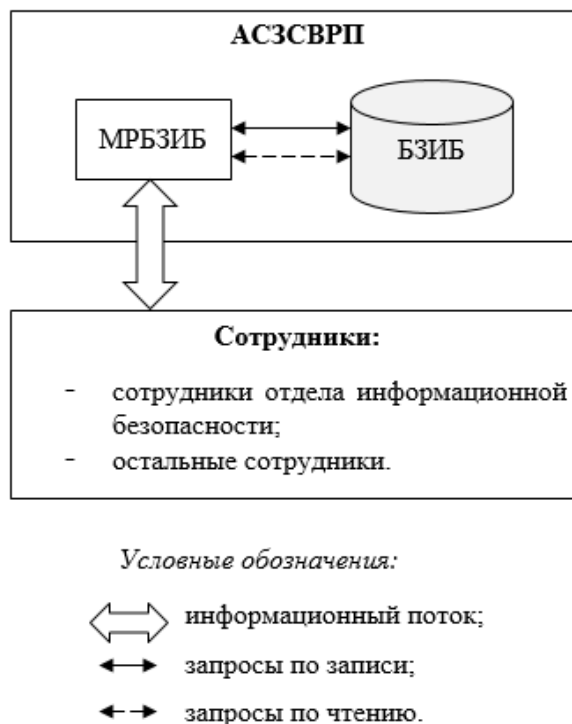 АСЗСВРП
МРБЗИБ
БЗИБ
Сотрудники:
- сотрудники отдела информационной
безопасности;
- остальные сотрудники.
Условные обозначения:
информационный поток;
запросы по записи;
запросы по чтению.